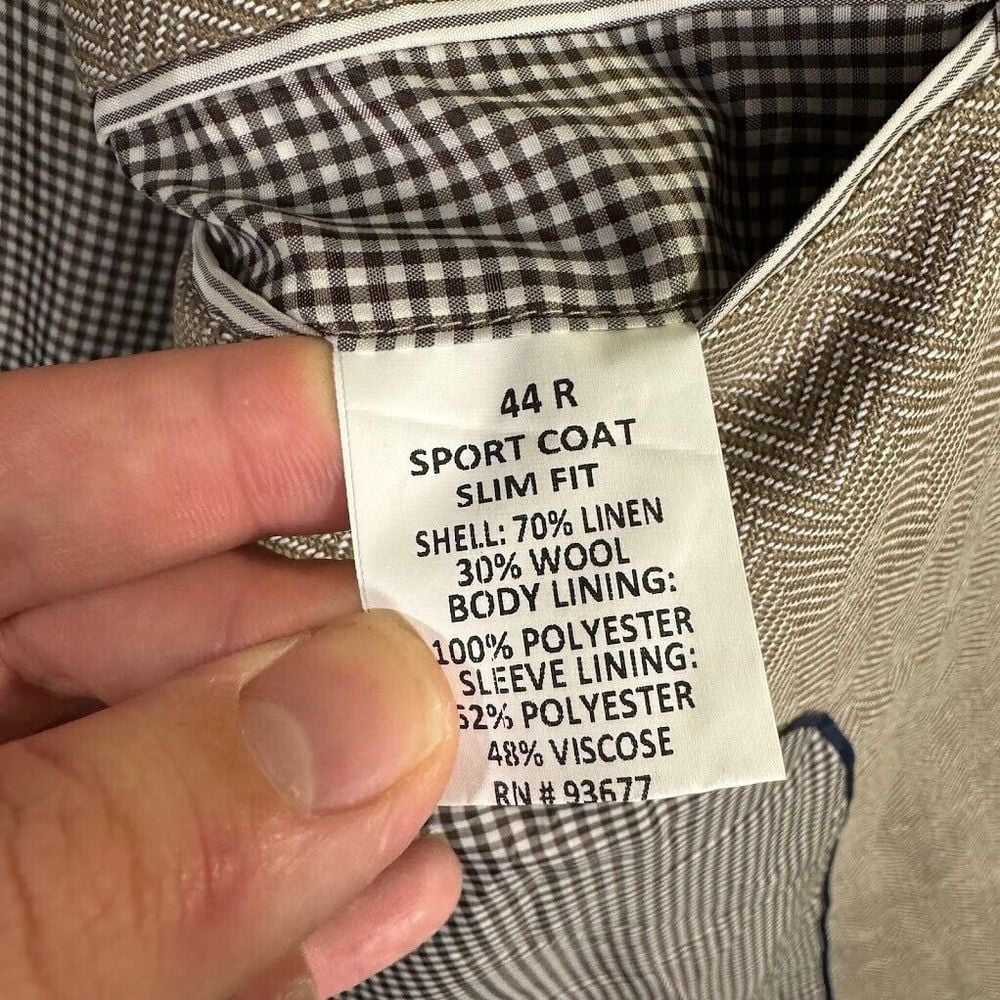 44 R
SPORT COAT
SLIM FIT
SHELL: 70% LINEN
30% WOOL
BODY LINING:
100% POLYESTER
SLEEVE LINING:
52% POLYESTER
48% VISCOSE
RN # 93677